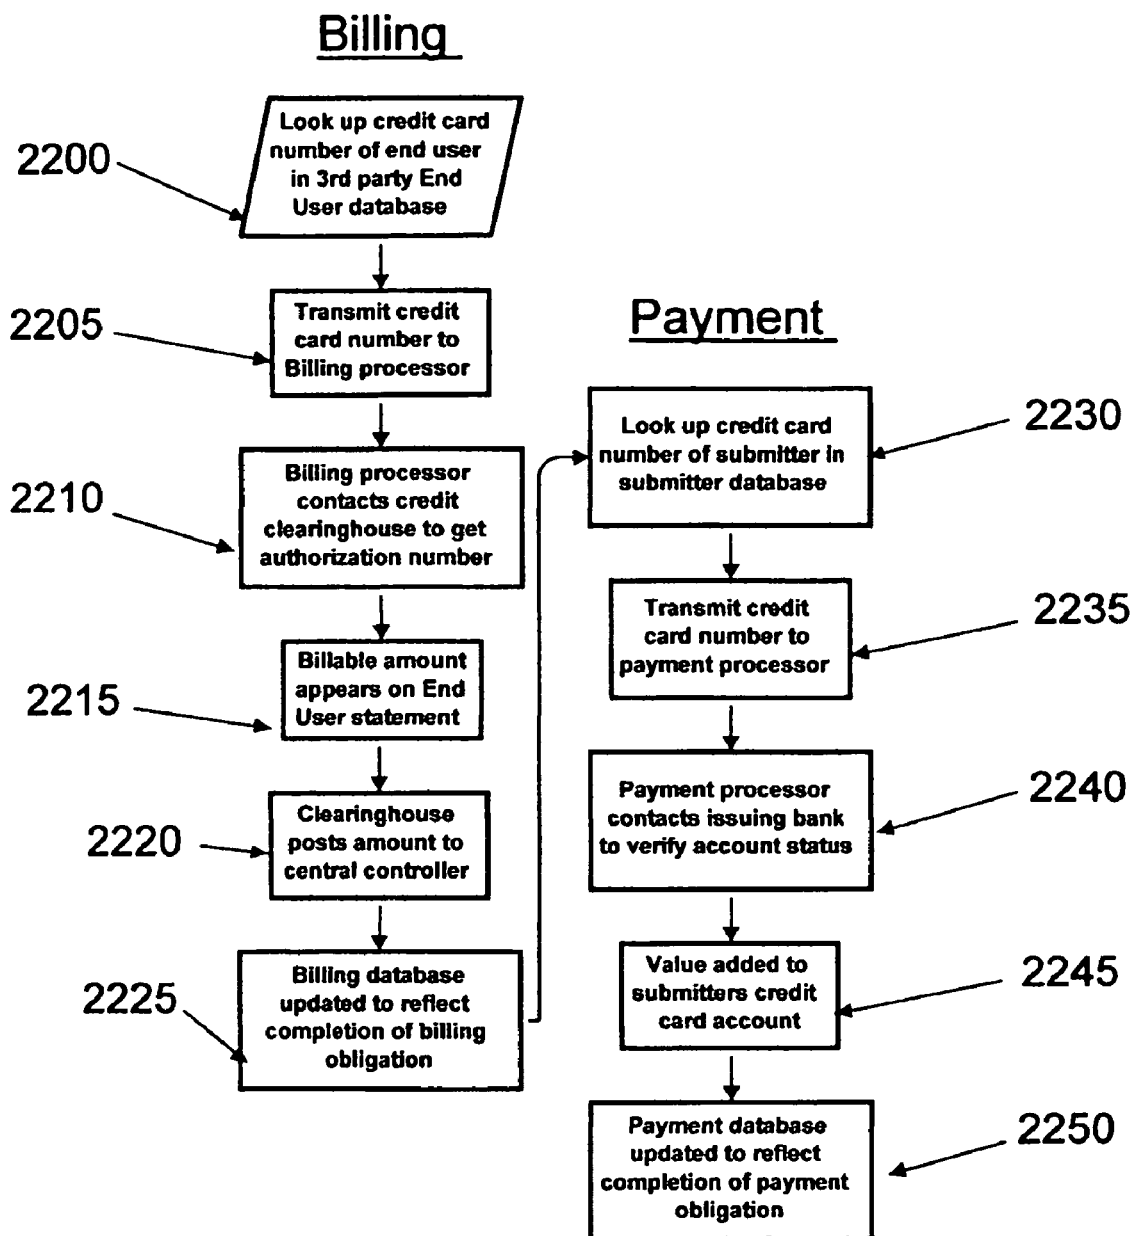 Billing
2200
Look up credit card
number of end user
in 3rd party End
User database
2205
Transmit credit
card number to
Billing processor
2210
Billing processor
contacts credit
clearinghouse to get
authorization number
2215
Billable amount
appears on End
User statement
2220
Clearinghouse
posts amount to
central controller
2225
Billing database
updated to reflect
completion of billing
obligation
Payment
2230
Look up credit card
number of submitter in
submitter database
2235
Transmit credit
card number to
payment processor
2240
Payment processor
contacts issuing bank
to verify account status
2245
Value added to
submitters credit
card account
2250
Payment database
updated to reflect
completion of payment
obligation